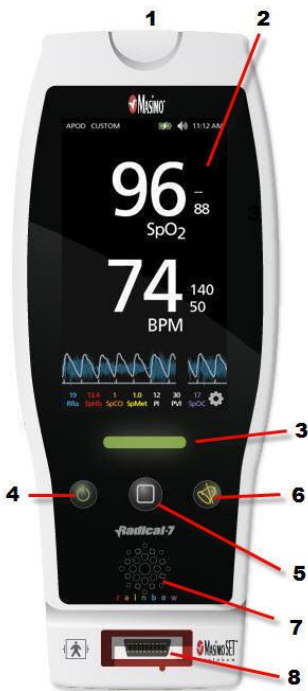 1
2
MASIMO
APOD CUSTOM 11:12 AM
96 –
88
SpO2
3
74 140
50
BPM
19 13.4 1 1.0 12 30 17
RRa SpHb SpCO SpMet PI PVI SpOC
3
4
6
5
Radical-7
7
rainbow
MASIMO SET
8